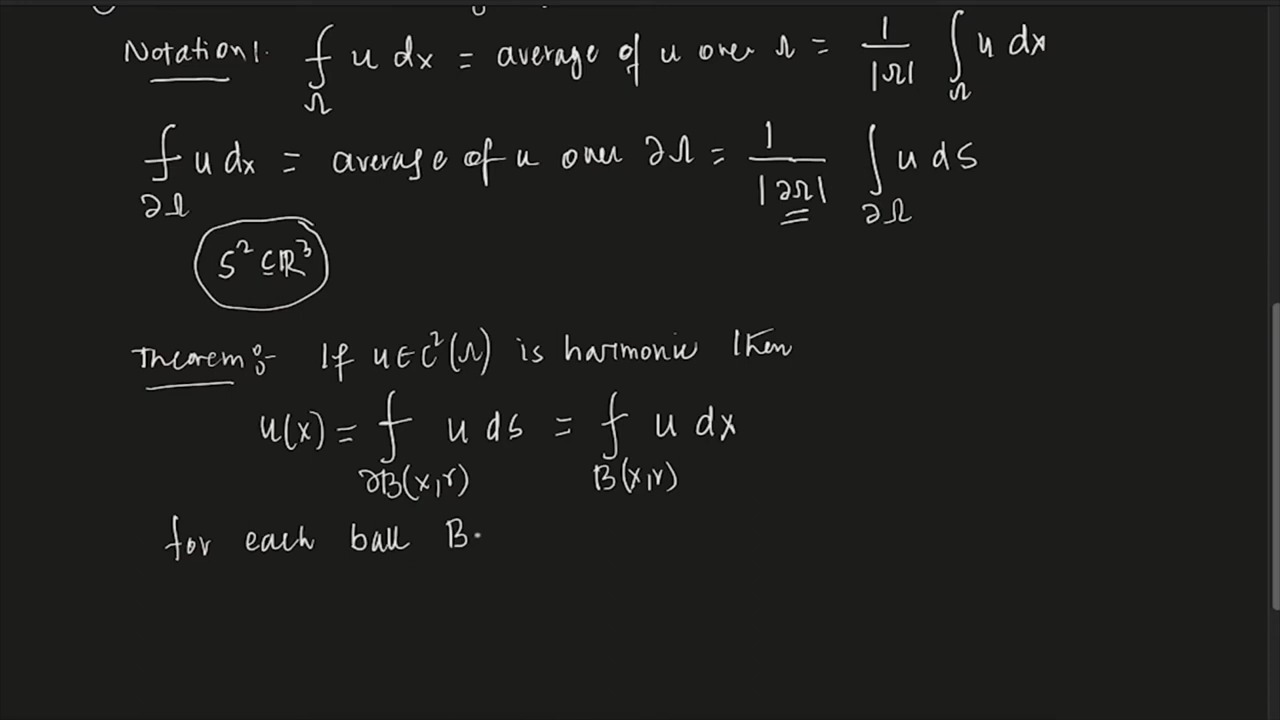 Notation 1. ⨍_Ω u dx = average of u over Ω = 1/|Ω| ∫_Ω u dx
⨍_∂Ω u dx = average of u over ∂Ω = 1/|∂Ω| ∫_∂Ω u dS
S² ⊆ ℝ³
Theorem :- If u ∈ C²(Ω) is harmonic then
u(x) = ⨍_∂B(x,r) u ds = ⨍_B(x,r) u dx
for each ball B